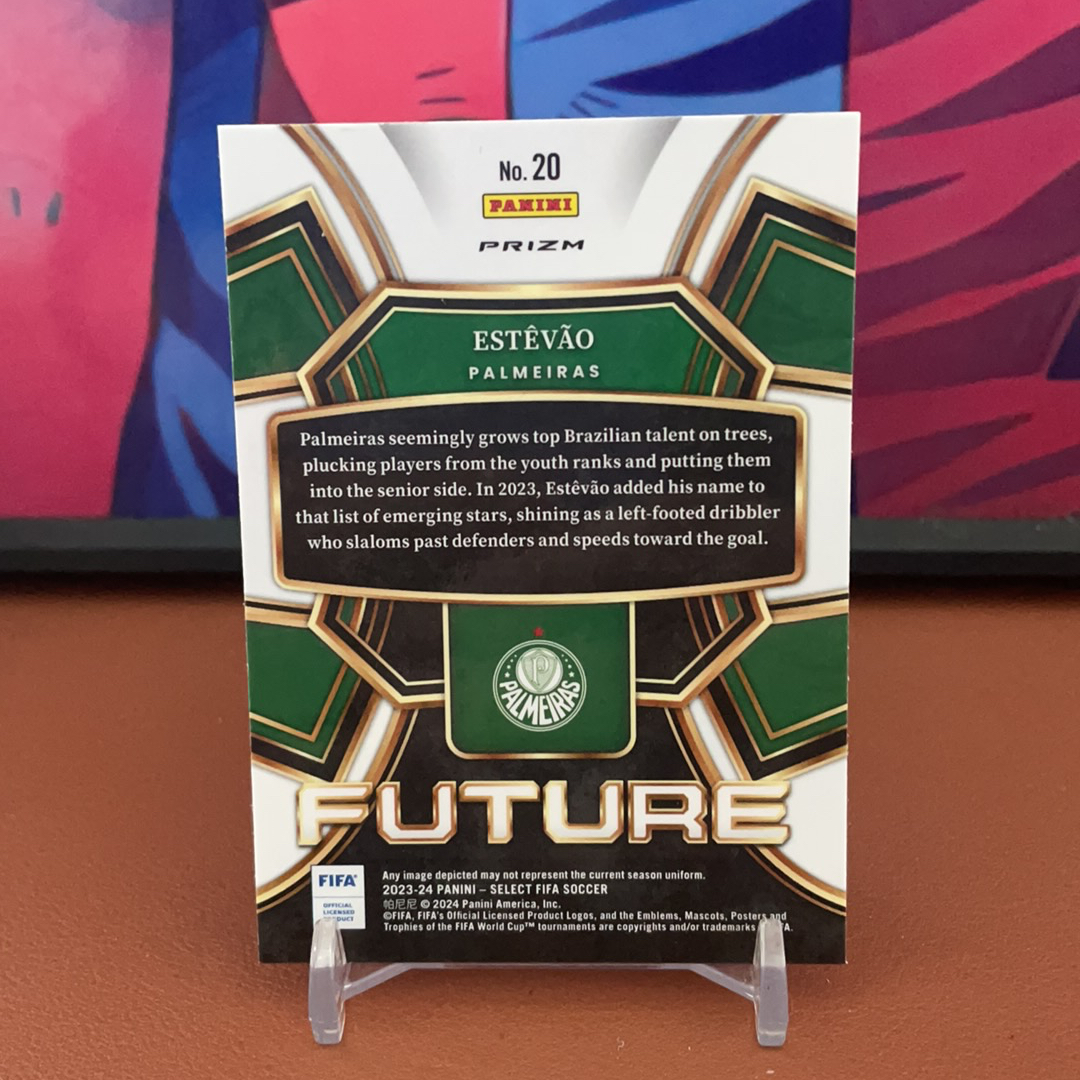 No. 20
PANINI
PRIZM
ESTÊVÃO
PALMEIRAS
Palmeiras seemingly grows top Brazilian talent on trees,
plucking players from the youth ranks and putting them
into the senior side. In 2023, Estêvão added his name to
that list of emerging stars, shining as a left-footed dribbler
who slaloms past defenders and speeds toward the goal.
P
PALMEIRAS
FUTURE
FIFA
OFFICIAL
LICENSED
PRODUCT
Any image depicted may not represent the current season uniform.
2023-24 PANINI – SELECT FIFA SOCCER
帕尼尼 © 2024 Panini America, Inc.
©FIFA, FIFA's Official Licensed Product Logos, and the Emblems, Mascots, Posters and
Trophies of the FIFA World Cup™ tournaments are copyrights and/or trademarks